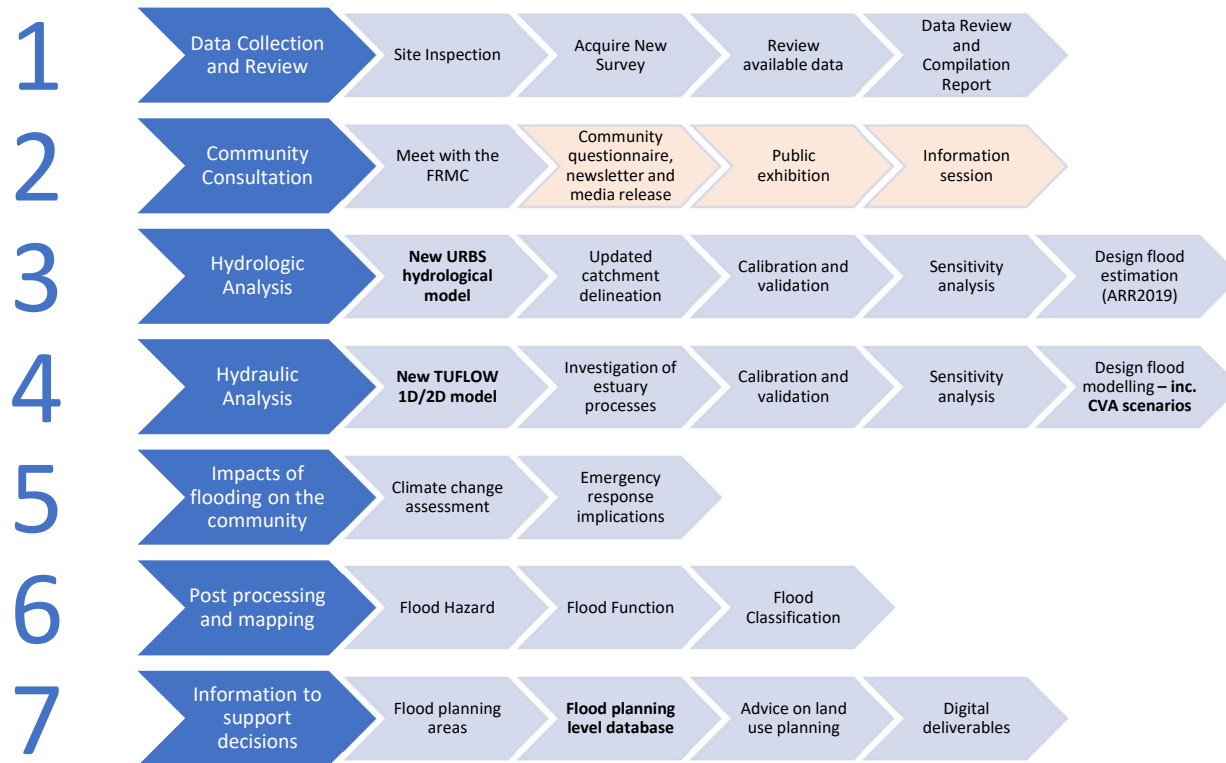 1
Data Collection
and Review
Site Inspection
Acquire New
Survey
Review
available data
Data Review
and
Compilation
Report
2
Community
Consultation
Meet with the
FRMC
Community
questionnaire,
newsletter and
media release
Public
exhibition
Information
session
3
Hydrologic
Analysis
New URBS
hydrological
model
Updated
catchment
delineation
Calibration and
validation
Sensitivity
analysis
Design flood
estimation
(ARR2019)
4
Hydraulic
Analysis
New TUFLOW
1D/2D model
Investigation of
estuary
processes
Calibration and
validation
Sensitivity
analysis
Design flood
modelling – inc.
CVA scenarios
5
Impacts of
flooding on the
community
Climate change
assessment
Emergency
response
implications
6
Post processing
and mapping
Flood Hazard
Flood Function
Flood
Classification
7
Information to
support
decisions
Flood planning
areas
Flood planning
level database
Advice on land
use planning
Digital
deliverables